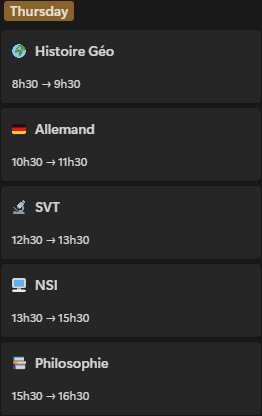 Thursday
Histoire Géo
8h30 → 9h30
Allemand
10h30 → 11h30
SVT
12h30 → 13h30
NSI
13h30 → 15h30
Philosophie
15h30 → 16h30